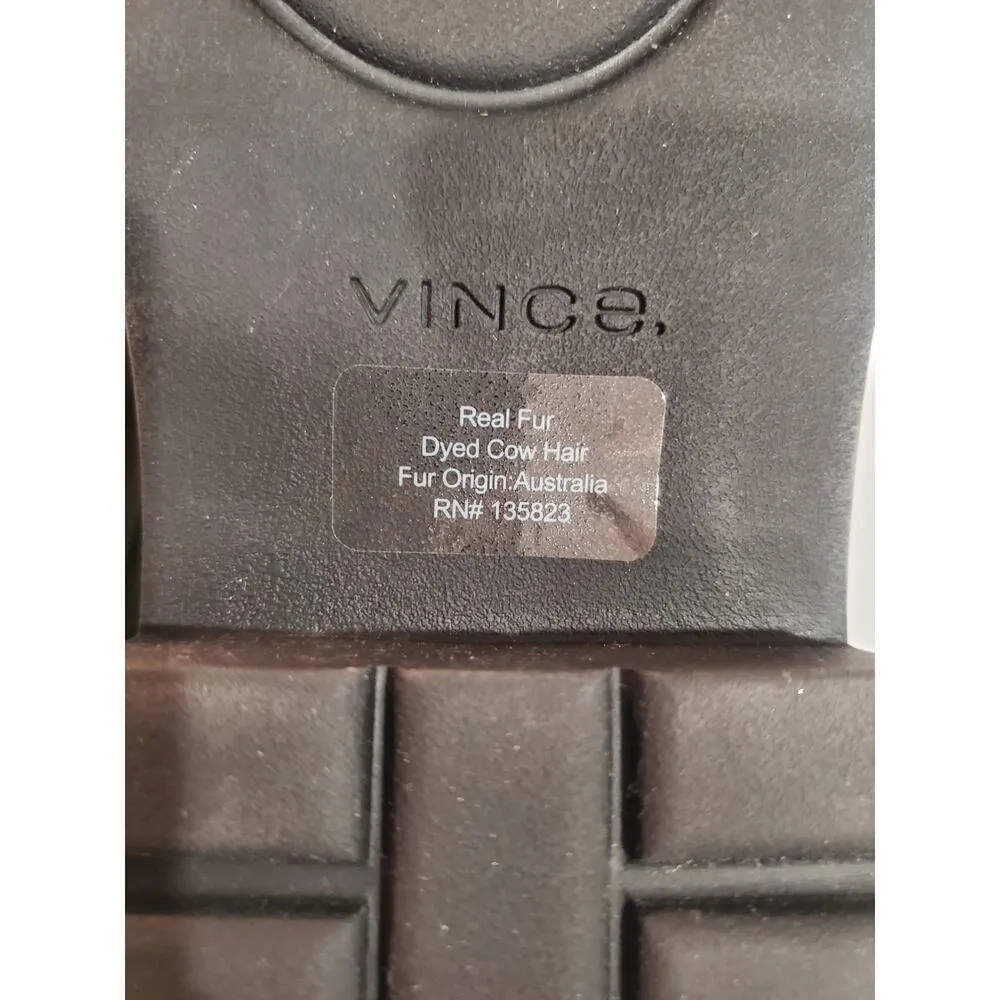 VINCE.
Real Fur
Dyed Cow Hair
Fur Origin:Australia
RN# 135823